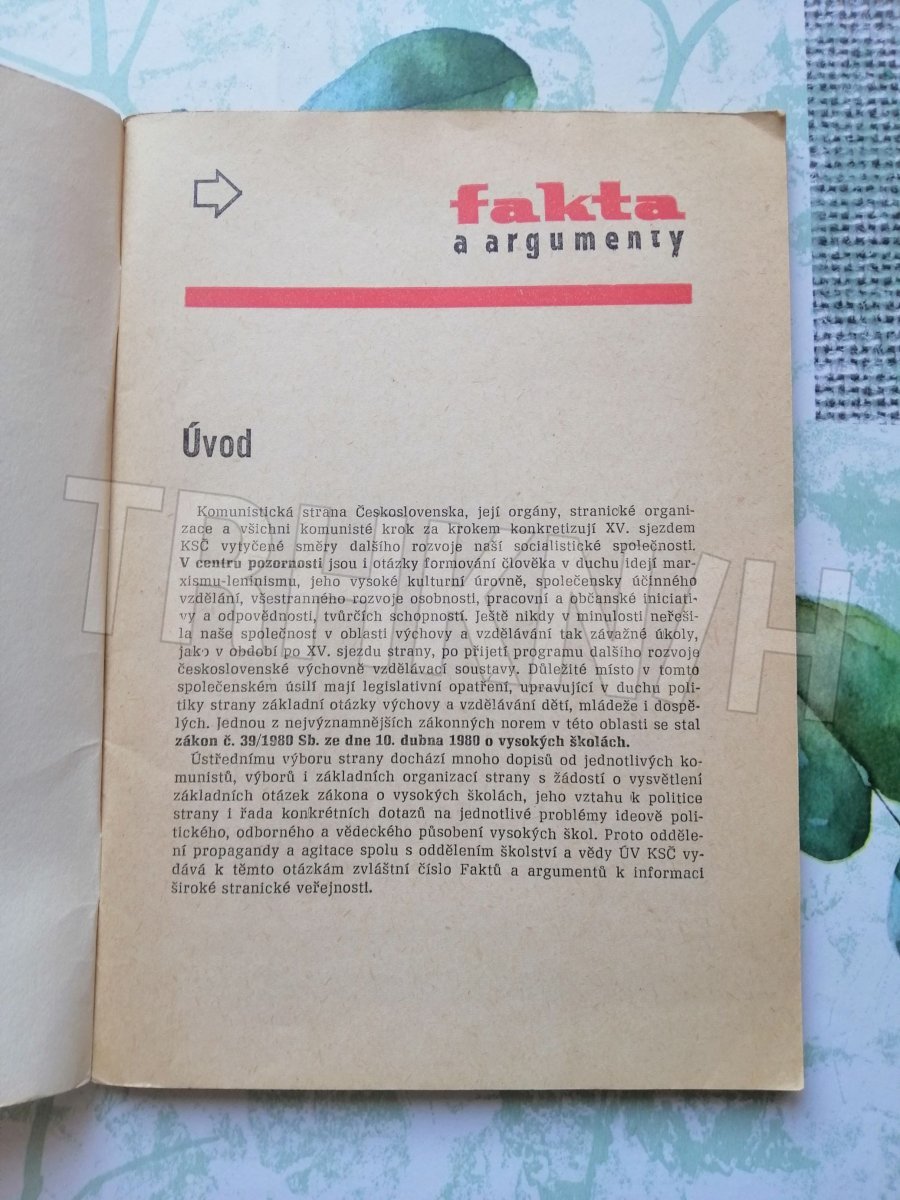 fakta
a argumenty
Úvod
Komunistická strana Československa, její orgány, stranické organi-
zace a všichni komunisté krok za krokem konkretizují XV. sjezdem
KSČ vytyčené směry dalšího rozvoje naší socialistické společnosti.
V centru pozornosti jsou i otázky formování člověka v duchu idejí mar-
xismu-leninismu, jeho vysoké kulturní úrovně, společensky účinného
vzdělání, všestranného rozvoje osobnosti, pracovní a občanské iniciati-
vy a odpovědnosti, tvůrčích schopností. Ještě nikdy v minulosti neřeši-
la naše společnost v oblasti výchovy a vzdělávání tak závažné úkoly,
jako v období po XV. sjezdu strany, po přijetí programu dalšího rozvoje
československé výchovně vzdělávací soustavy. Důležité místo v tomto
společenském úsilí mají legislativní opatření, upravující v duchu poli-
tiky strany základní otázky výchovy a vzdělávání dětí, mládeže i dospě-
lých. Jednou z nejvýznamnějších zákonných norem v této oblasti se stal
zákon č. 39/1980 Sb. ze dne 10. dubna 1980 o vysokých školách.
Ústřednímu výboru strany dochází mnoho dopisů od jednotlivých ko-
munistů, výborů i základních organizací strany s žádostí o vysvětlení
základních otázek zákona o vysokých školách, jeho vztahu k politice
strany i řada konkrétních dotazů na jednotlivé problémy ideově poli-
tického, odborného a vědeckého působení vysokých škol. Proto odděle-
ní propagandy a agitace spolu s oddělením školství a vědy ÚV KSČ vy-
dává k těmto otázkám zvláštní číslo Faktů a argumentů k informaci
široké stranické veřejnosti.
TRHKNIH